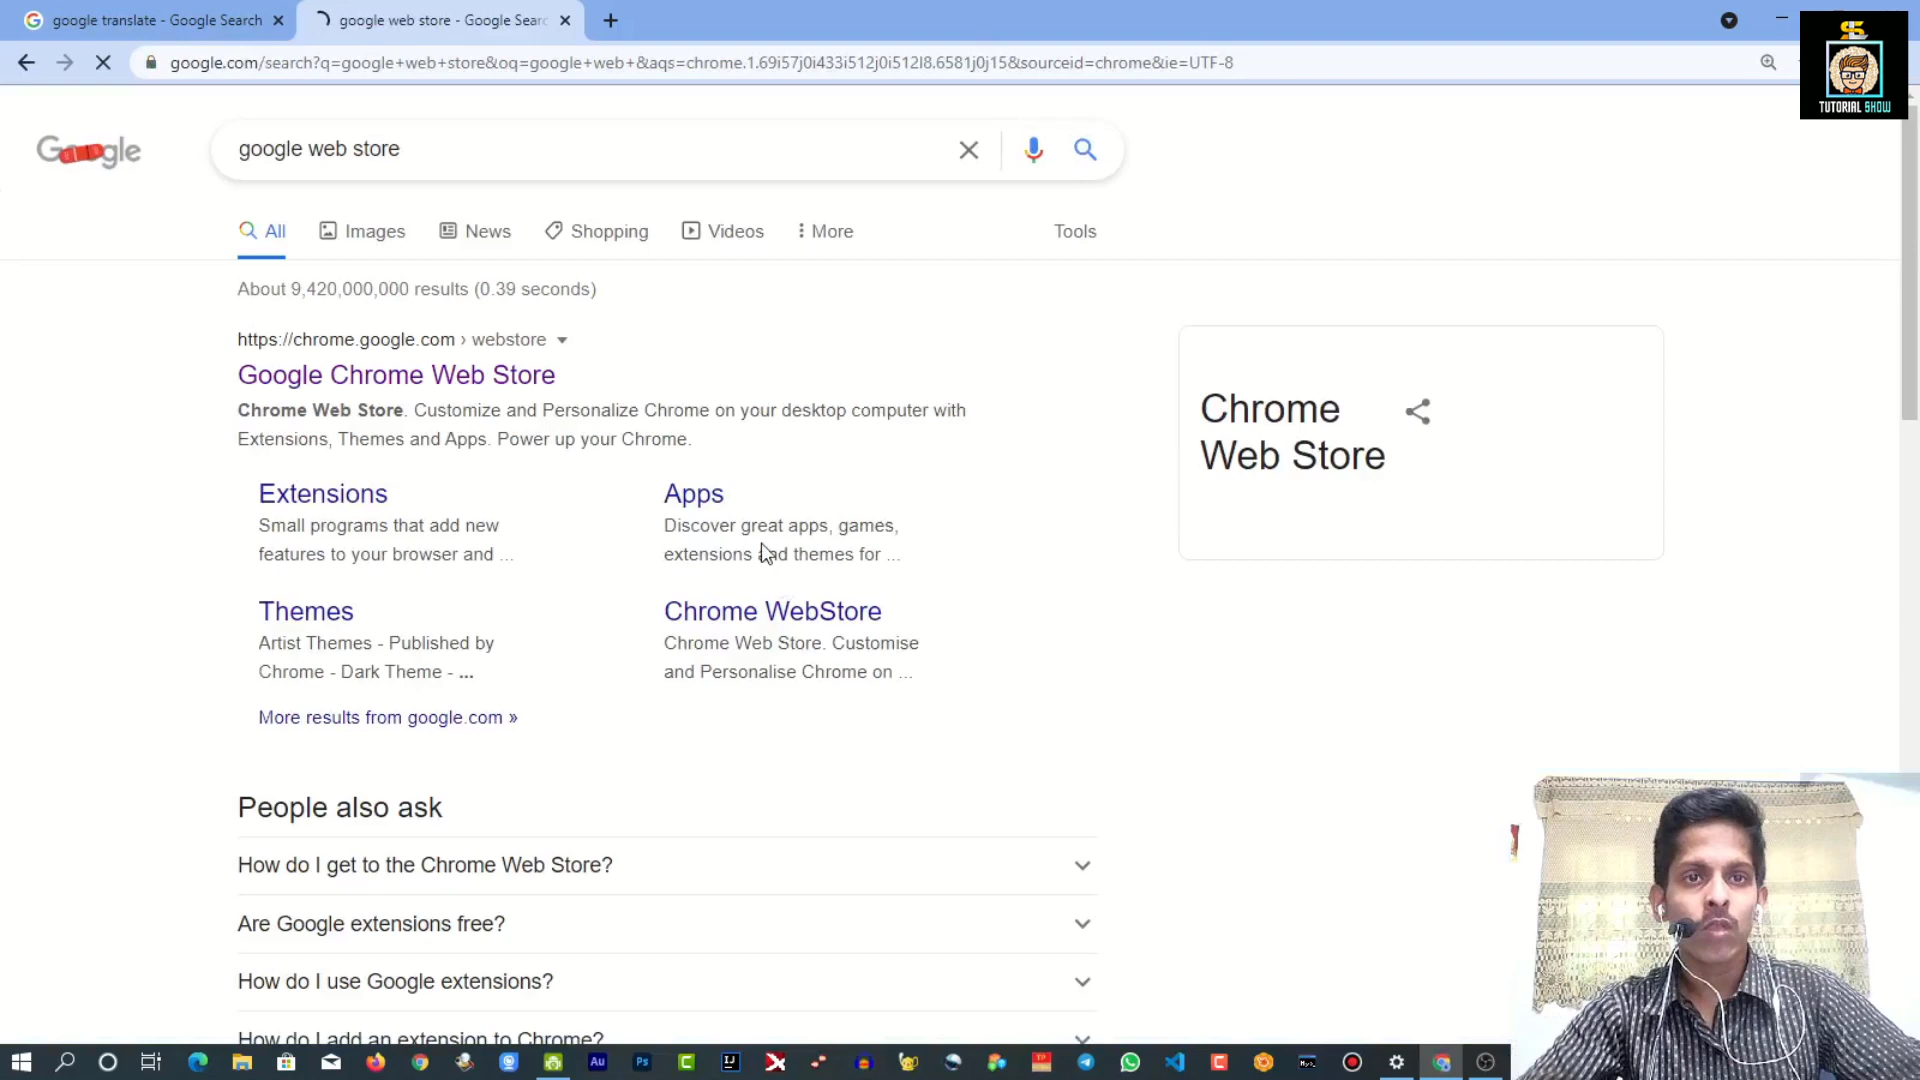 google translate - Google Search
google web store - Google Sear
google.com/search?q=google+web+store&oq=google+web+&aqs=chrome.1.69i57j0i433i512j0i512l8.6581j0j15&sourceid=chrome&ie=UTF-8
TUTORIAL SHOW
Google
google web store
All
Images
News
Shopping
Videos
More
Tools
About 9,420,000,000 results (0.39 seconds)
https://chrome.google.com › webstore
Google Chrome Web Store
Chrome Web Store. Customize and Personalize Chrome on your desktop computer with
Extensions, Themes and Apps. Power up your Chrome.
Chrome
Web Store
Extensions
Small programs that add new
features to your browser and ...
Apps
Discover great apps, games,
extensions and themes for ...
Themes
Artist Themes - Published by
Chrome - Dark Theme - ...
Chrome WebStore
Chrome Web Store. Customise
and Personalise Chrome on ...
More results from google.com »
People also ask
How do I get to the Chrome Web Store?
Are Google extensions free?
How do I use Google extensions?
How do I add an extension to Chrome?
Au
Ps
C
IJ
TP